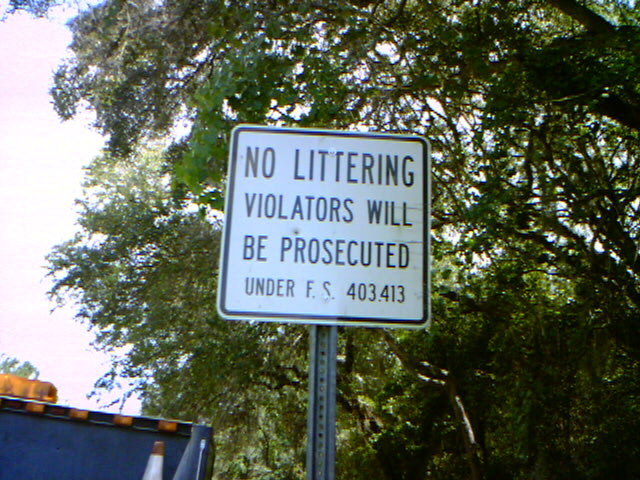 NO LITTERING
VIOLATORS WILL
BE PROSECUTED
UNDER F. S. 403.413